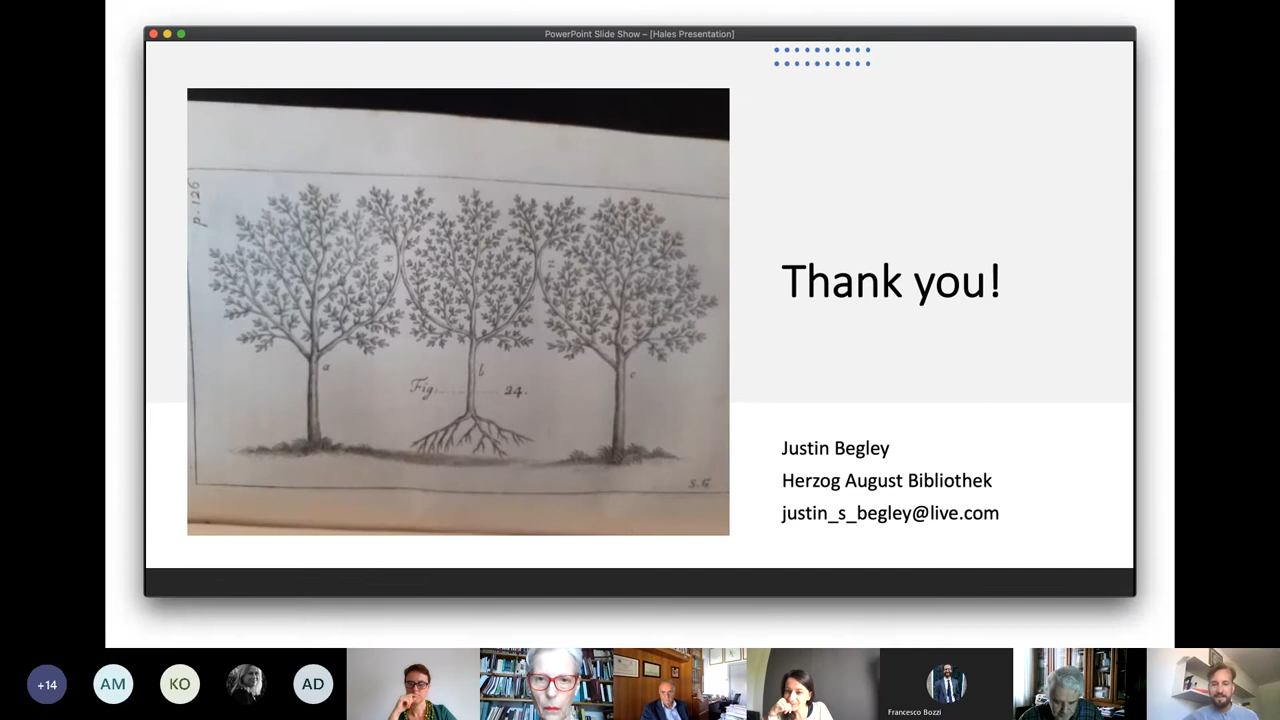 PowerPoint Slide Show – [Hales Presentation]
p. 126
x
z
a
b
c
Fig. 24.
S.G
Thank you!
Justin Begley
Herzog August Bibliothek
justin_s_begley@live.com
+14
AM
KO
AD
Francesco Bozzi